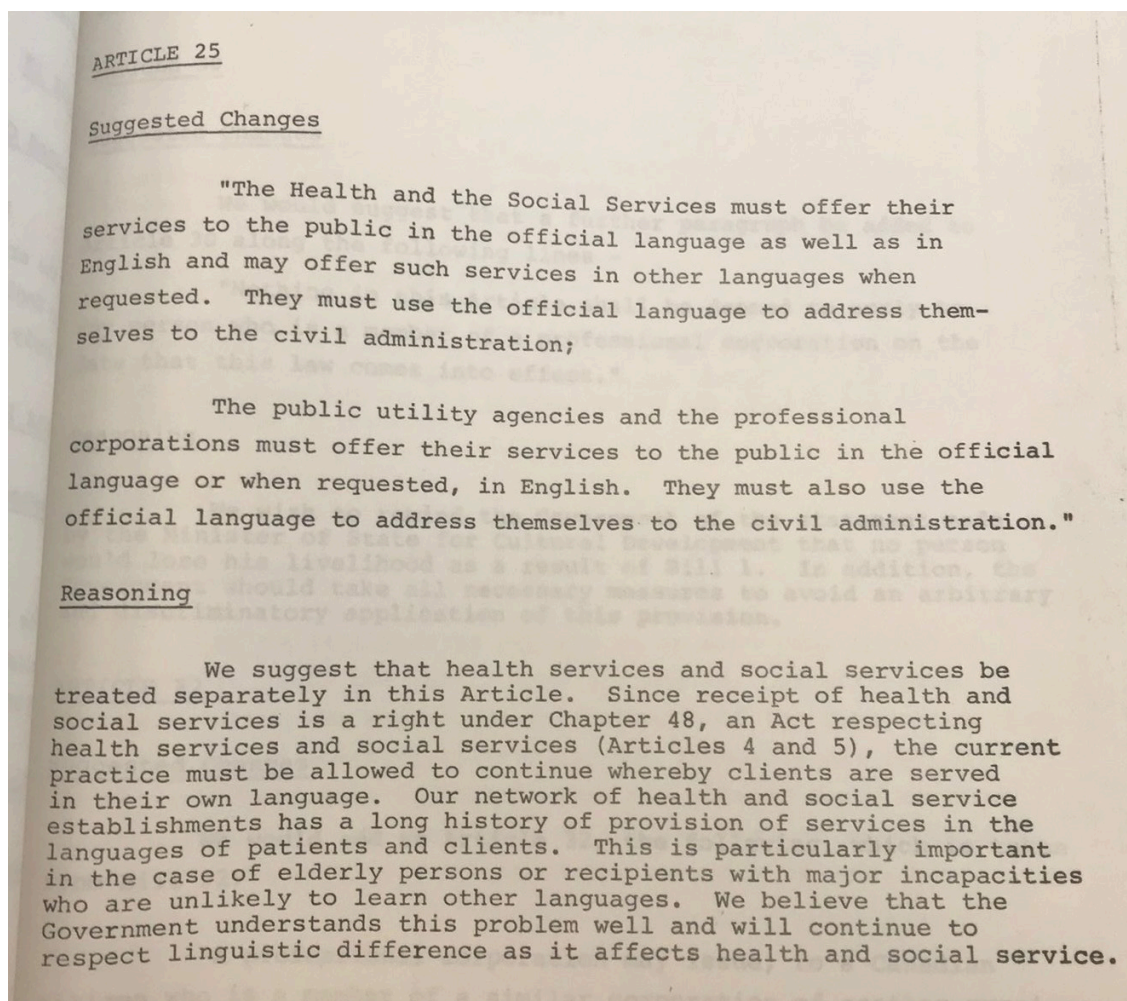 ARTICLE 25
Suggested Changes
"The Health and the Social Services must offer their
services to the public in the official language as well as in
English and may offer such services in other languages when
requested. They must use the official language to address them-
selves to the civil administration;
The public utility agencies and the professional
corporations must offer their services to the public in the official
language or when requested, in English. They must also use the
official language to address themselves to the civil administration."
Reasoning
We suggest that health services and social services be
treated separately in this Article. Since receipt of health and
social services is a right under Chapter 48, an Act respecting
health services and social services (Articles 4 and 5), the current
practice must be allowed to continue whereby clients are served
in their own language. Our network of health and social service
establishments has a long history of provision of services in the
languages of patients and clients. This is particularly important
in the case of elderly persons or recipients with major incapacities
who are unlikely to learn other languages. We believe that the
Government understands this problem well and will continue to
respect linguistic difference as it affects health and social service.